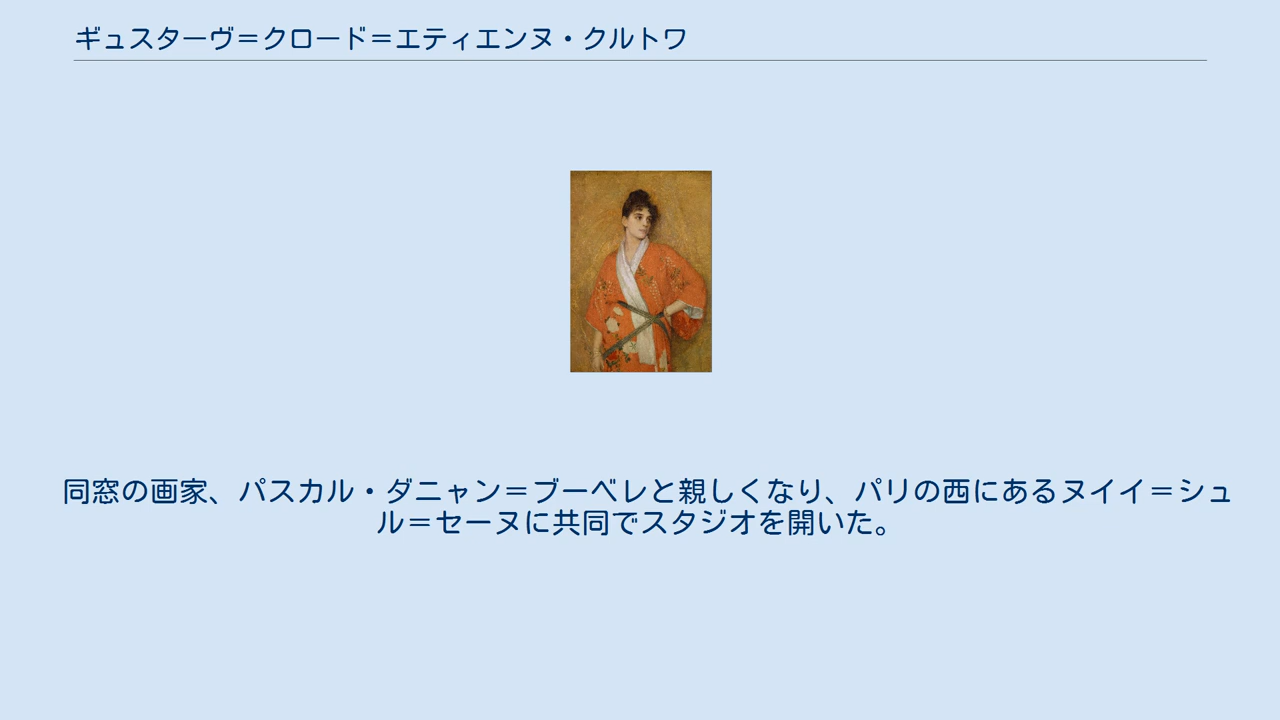 ギュスターヴ＝クロード＝エティエンヌ・クルトワ
同窓の画家、パスカル・ダニャン＝ブーベレと親しくなり、パリの西にあるヌイイ＝シュ
ル＝セーヌに共同でスタジオを開いた。